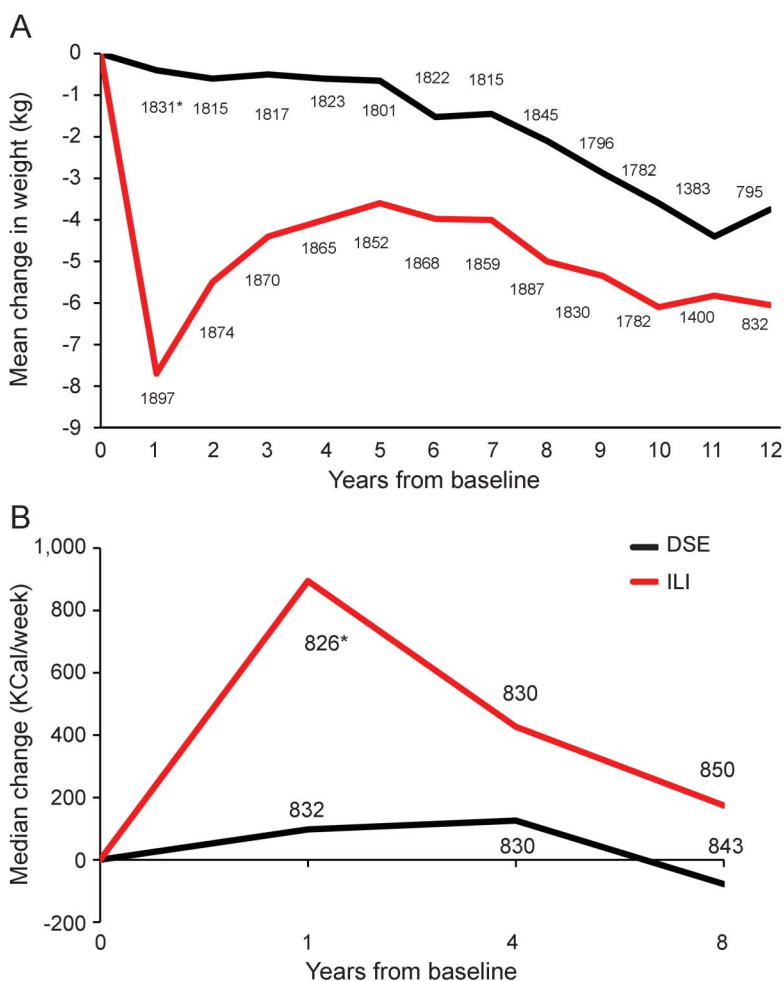 A
Mean change in weight (kg)
0
-1
-2
-3
-4
-5
-6
-7
-8
-9
1831* 1815 1817 1823 1801 1822 1815 1845 1796 1782 1383 795
1897 1874 1870 1865 1852 1868 1859 1887 1830 1782 1400 832
0 1 2 3 4 5 6 7 8 9 10 11 12
Years from baseline
B
Median change (KCal/week)
1,000
800
600
400
200
0
-200
DSE
ILI
826* 830 850
832 830 843
0 1 4 8
Years from baseline